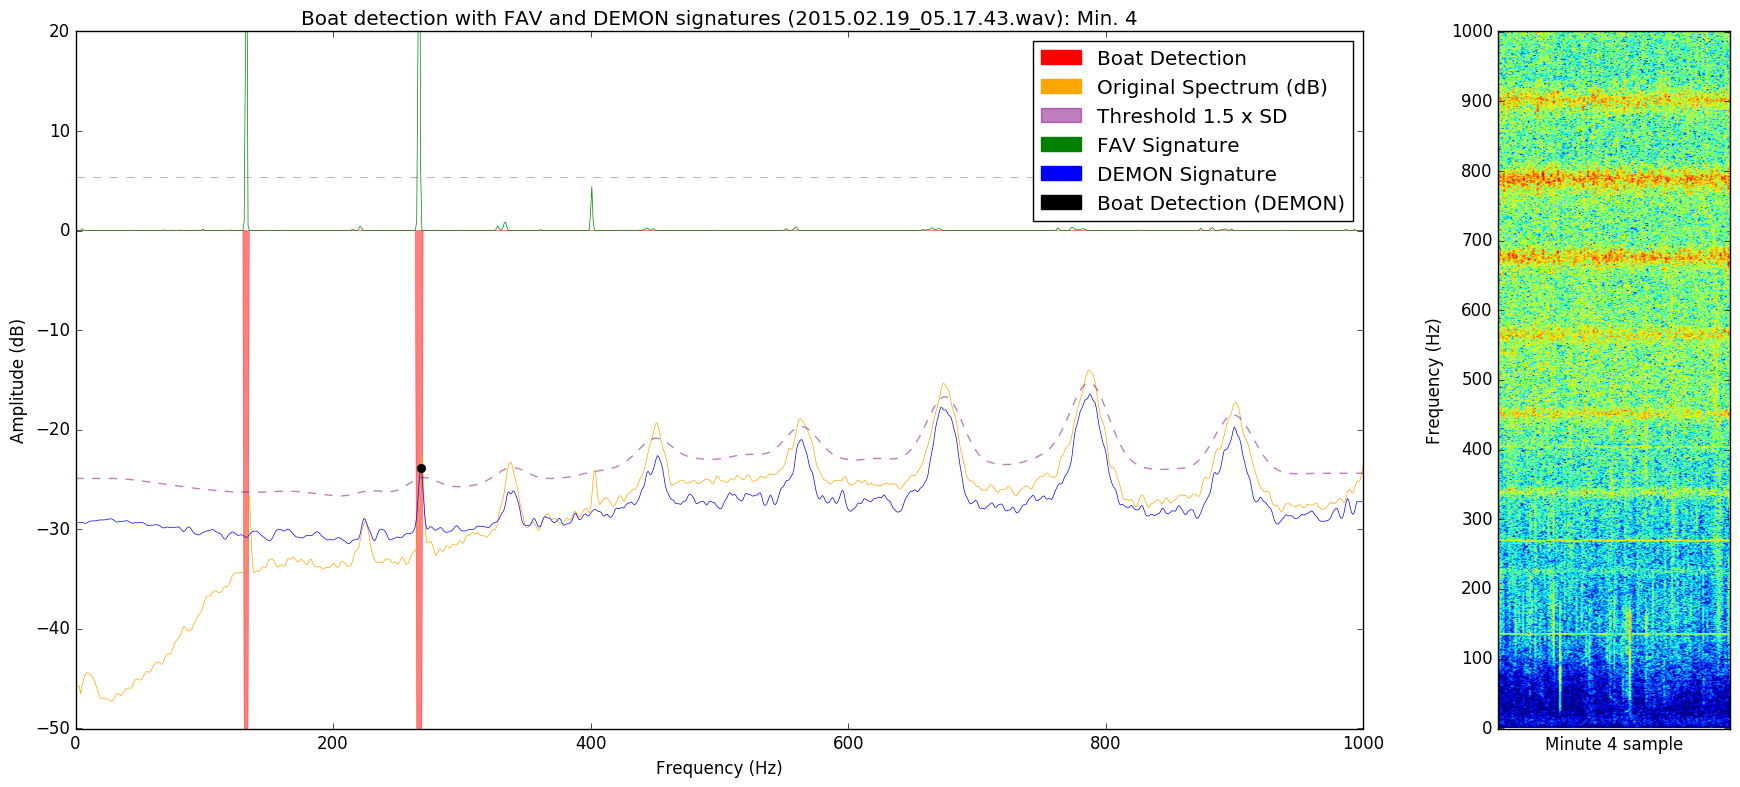 Boat detection with FAV and DEMON signatures (2015.02.19_05.17.43.wav): Min. 4
20
10
0
−10
−20
−30
−40
−50
Amplitude (dB)
0 200 400 600 800 1000
Frequency (Hz)
Boat Detection
Original Spectrum (dB)
Threshold 1.5 x SD
FAV Signature
DEMON Signature
Boat Detection (DEMON)
1000
900
800
700
600
500
400
300
200
100
0
Frequency (Hz)
Minute 4 sample